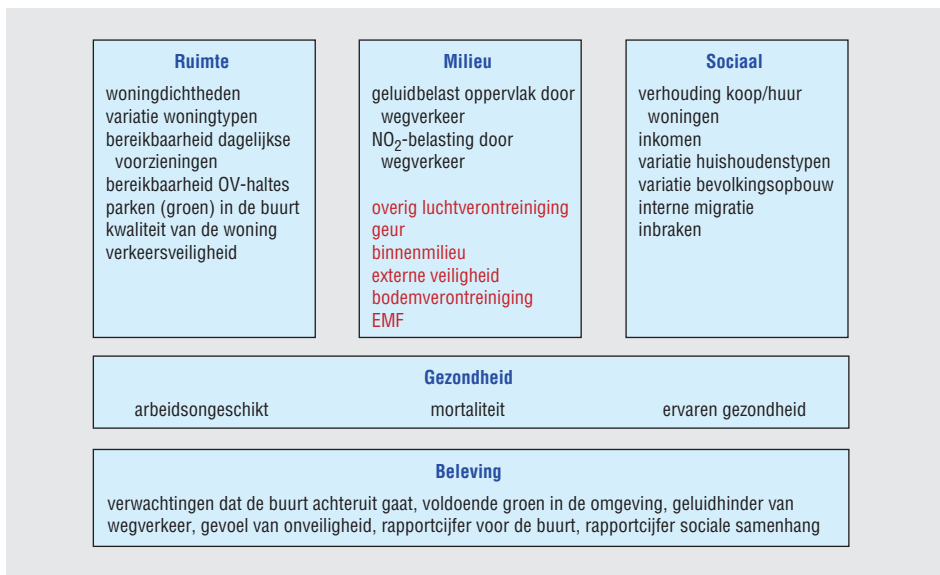 Ruimte
woningdichtheden
variatie woningtypen
bereikbaarheid dagelijkse
voorzieningen
bereikbaarheid OV-haltes
parken (groen) in de buurt
kwaliteit van de woning
verkeersveiligheid
Milieu
geluidbelast oppervlak door
wegverkeer
NO2-belasting door
wegverkeer
overig luchtverontreiniging
geur
binnenmilieu
externe veiligheid
bodemverontreiniging
EMF
Sociaal
verhouding koop/huur
woningen
inkomen
variatie huishoudenstypen
variatie bevolkingsopbouw
interne migratie
inbraken
Gezondheid
arbeidsongeschikt mortaliteit ervaren gezondheid
Beleving
verwachtingen dat de buurt achteruit gaat, voldoende groen in de omgeving, geluidhinder van
wegverkeer, gevoel van onveiligheid, rapportcijfer voor de buurt, rapportcijfer sociale samenhang